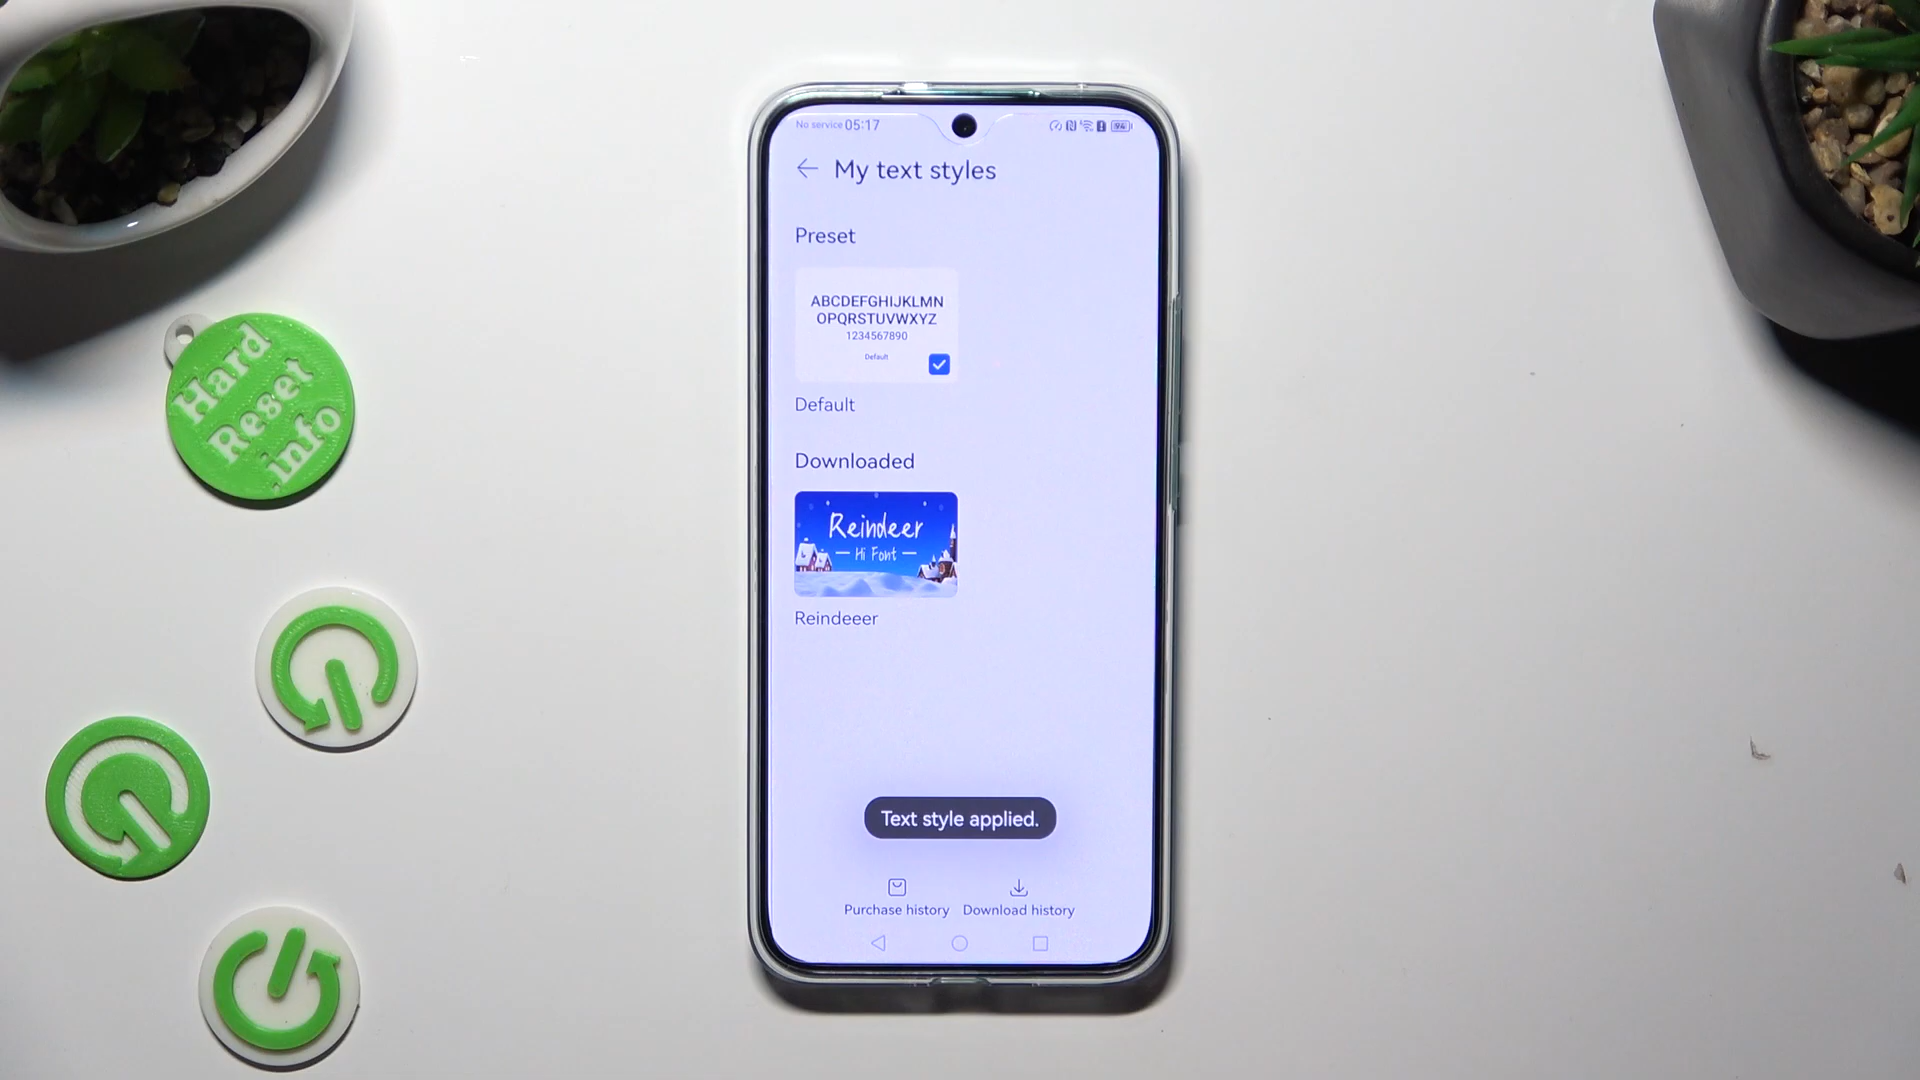 No service 05:17
94
My text styles
Preset
ABCDEFGHIJKLMN
OPQRSTUVWXYZ
1234567890
Default
Default
Downloaded
Reindeer
— Hi Font —
Reindeeer
Text style applied.
Purchase history
Download history
Hard
Reset
.info